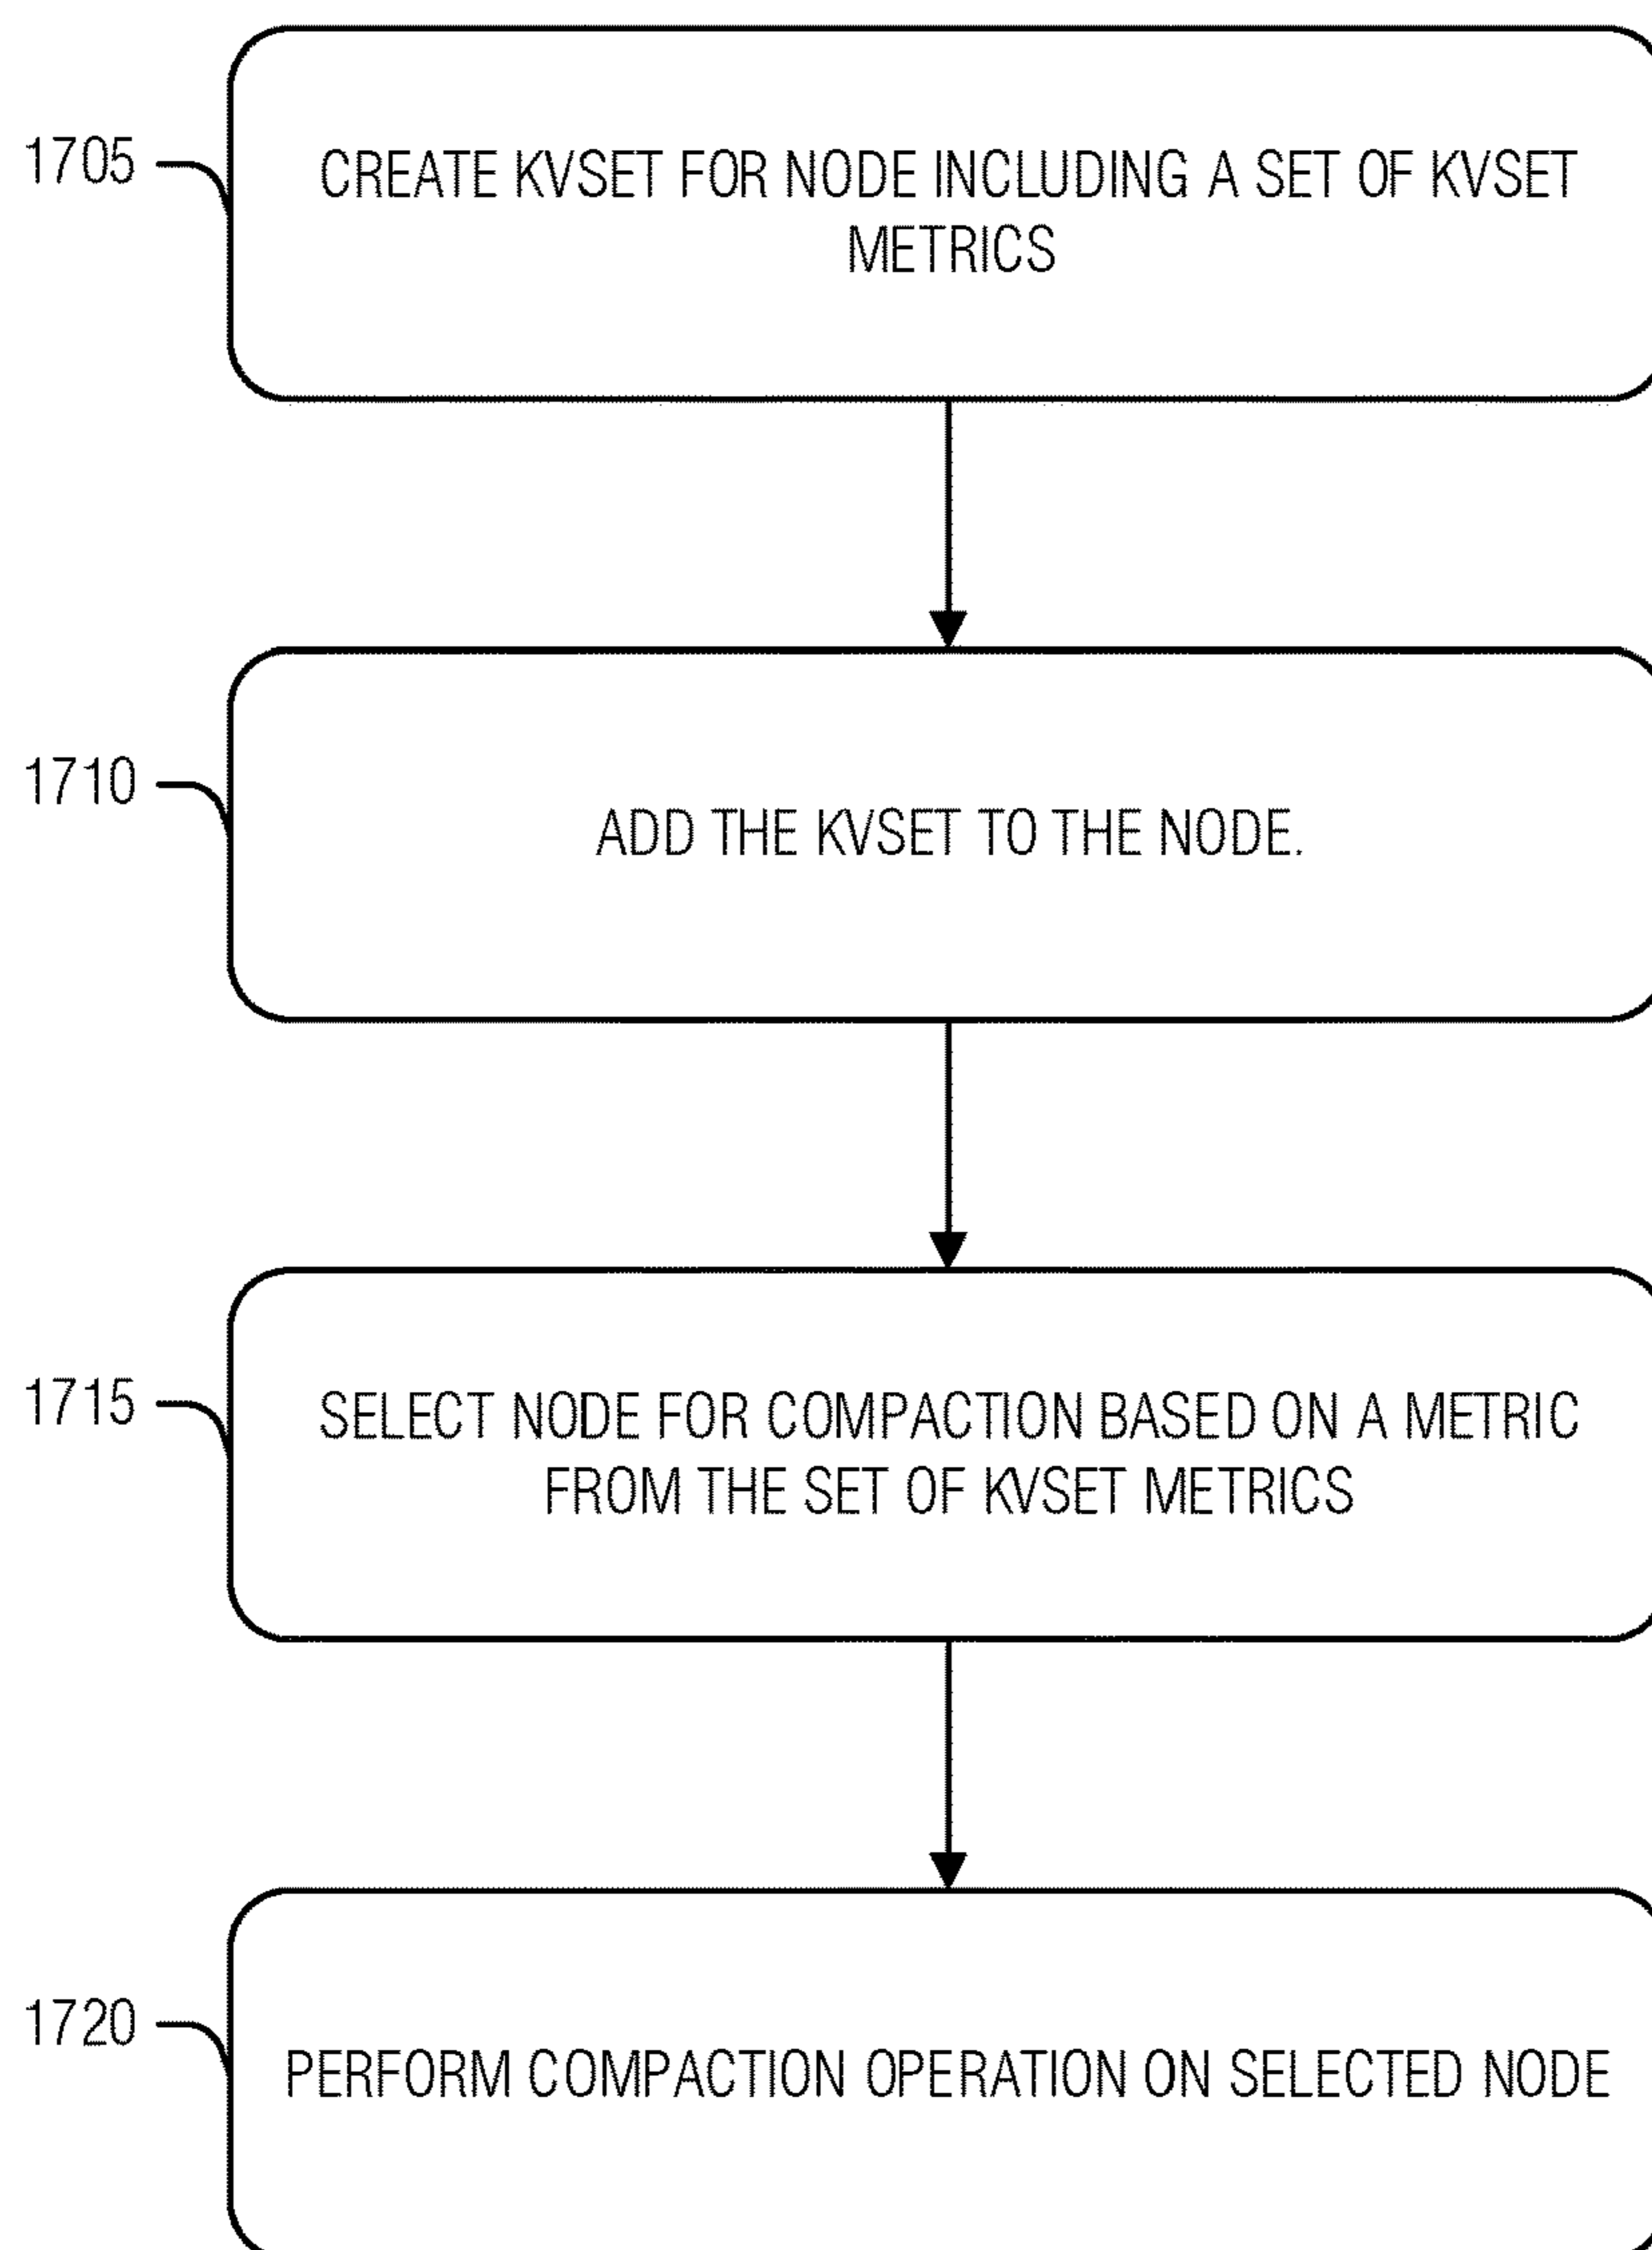 1705
CREATE KVSET FOR NODE INCLUDING A SET OF KVSET
METRICS
1710
ADD THE KVSET TO THE NODE.
1715
SELECT NODE FOR COMPACTION BASED ON A METRIC
FROM THE SET OF KVSET METRICS
1720
PERFORM COMPACTION OPERATION ON SELECTED NODE